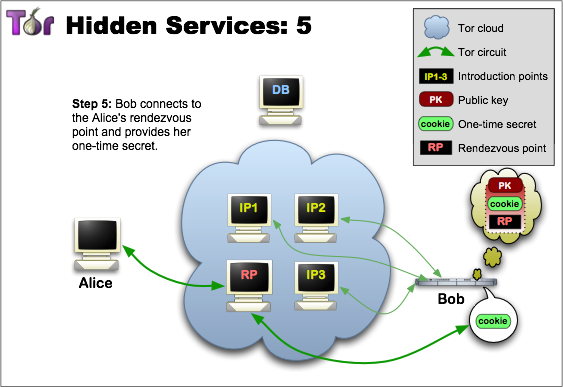 Tor Hidden Services: 5
Tor cloud
Tor circuit
IP1-3 Introduction points
PK Public key
cookie One-time secret
RP Rendezvous point
Step 5: Bob connects to
the Alice's rendezvous
point and provides her
one-time secret.
DB
PK
cookie
RP
IP1
IP2
Alice
RP
IP3
Bob
cookie